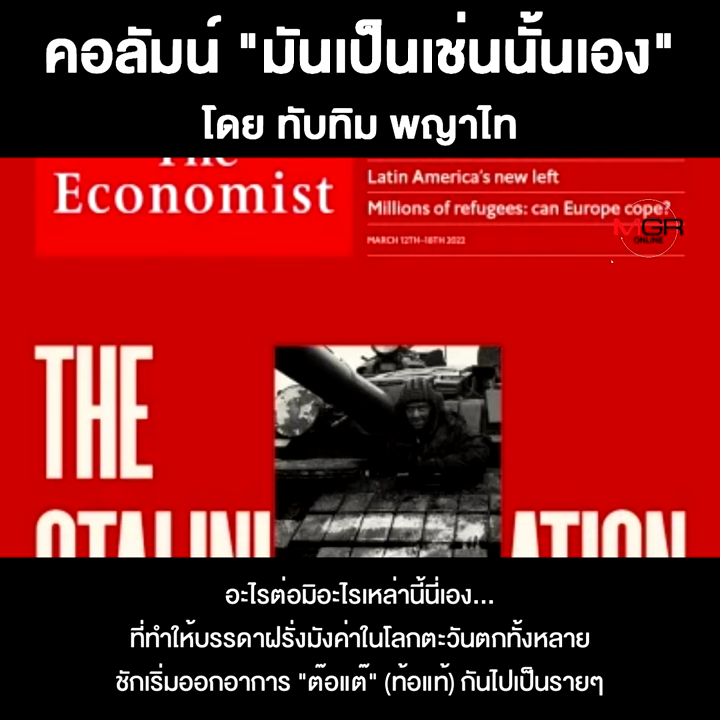 คอลัมน์ "มันเป็นเช่นนั้นเอง"
โดย ทับทิม พญาไท
The
Economist
Latin America's new left
Millions of refugees: can Europe cope?
MARCH 12TH-18TH 2022
MGR
ONLINE
THE
อะไรต่อมิอะไรเหล่านี้นี่เอง...
ที่ทำให้บรรดาฝรั่งมังค่าในโลกตะวันตกทั้งหลาย
ชักเริ่มออกอาการ "ต๊อแต๊" (ท้อแท้) กันไปเป็นรายๆ